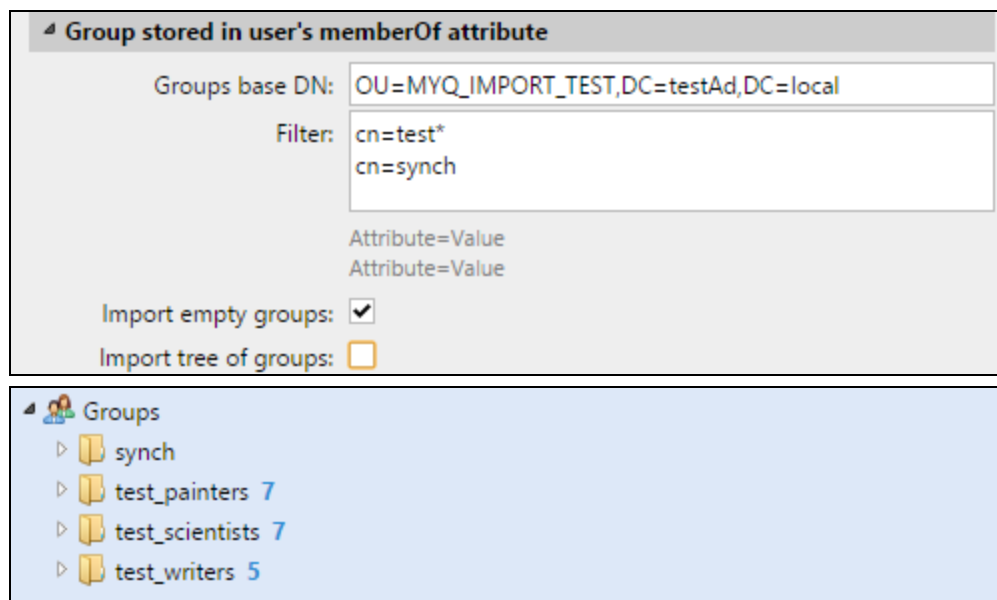 Group stored in user's memberOf attribute
Groups base DN: OU=MYQ_IMPORT_TEST,DC=testAd,DC=local
Filter: cn=test*
cn=synch
Attribute=Value
Attribute=Value
Import empty groups:
Import tree of groups:
Groups
synch
test_painters 7
test_scientists 7
test_writers 5